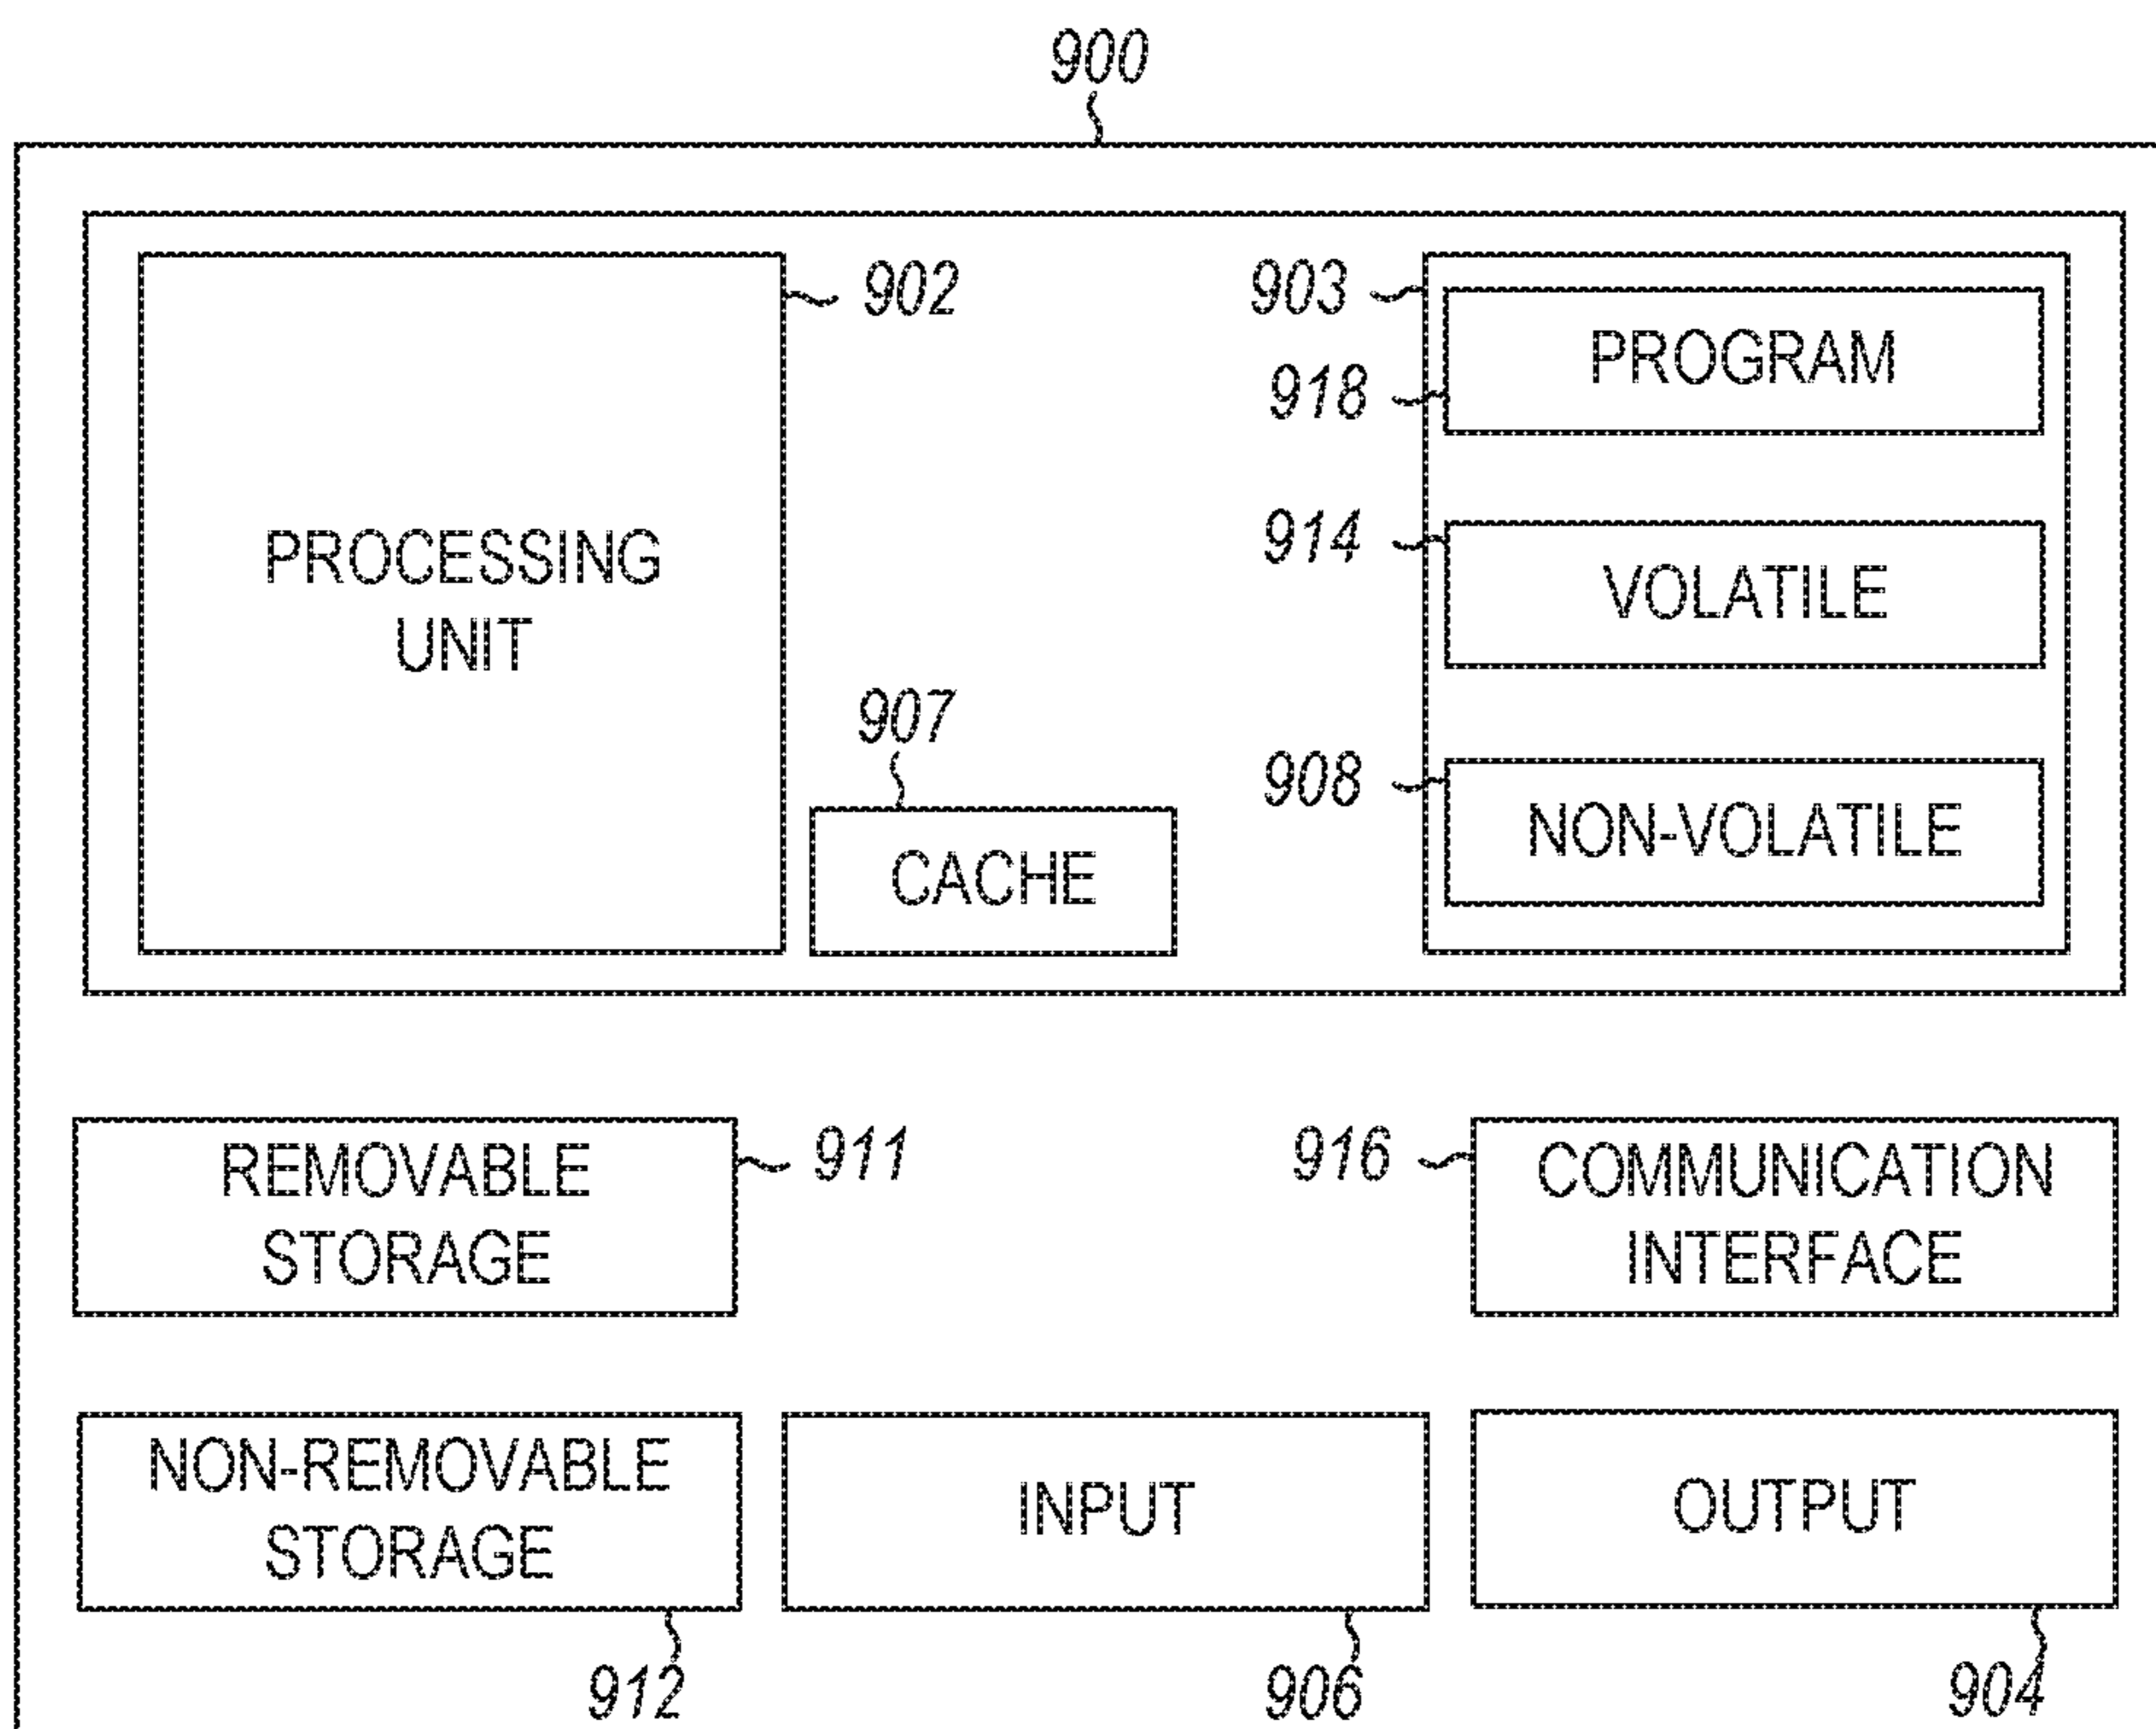 900
902
903
PROGRAM
918
PROCESSING
UNIT
914
VOLATILE
907
908
NON-VOLATILE
CACHE
REMOVABLE
STORAGE
911
916
COMMUNICATION
INTERFACE
NON-REMOVABLE
STORAGE
INPUT
OUTPUT
912
906
904